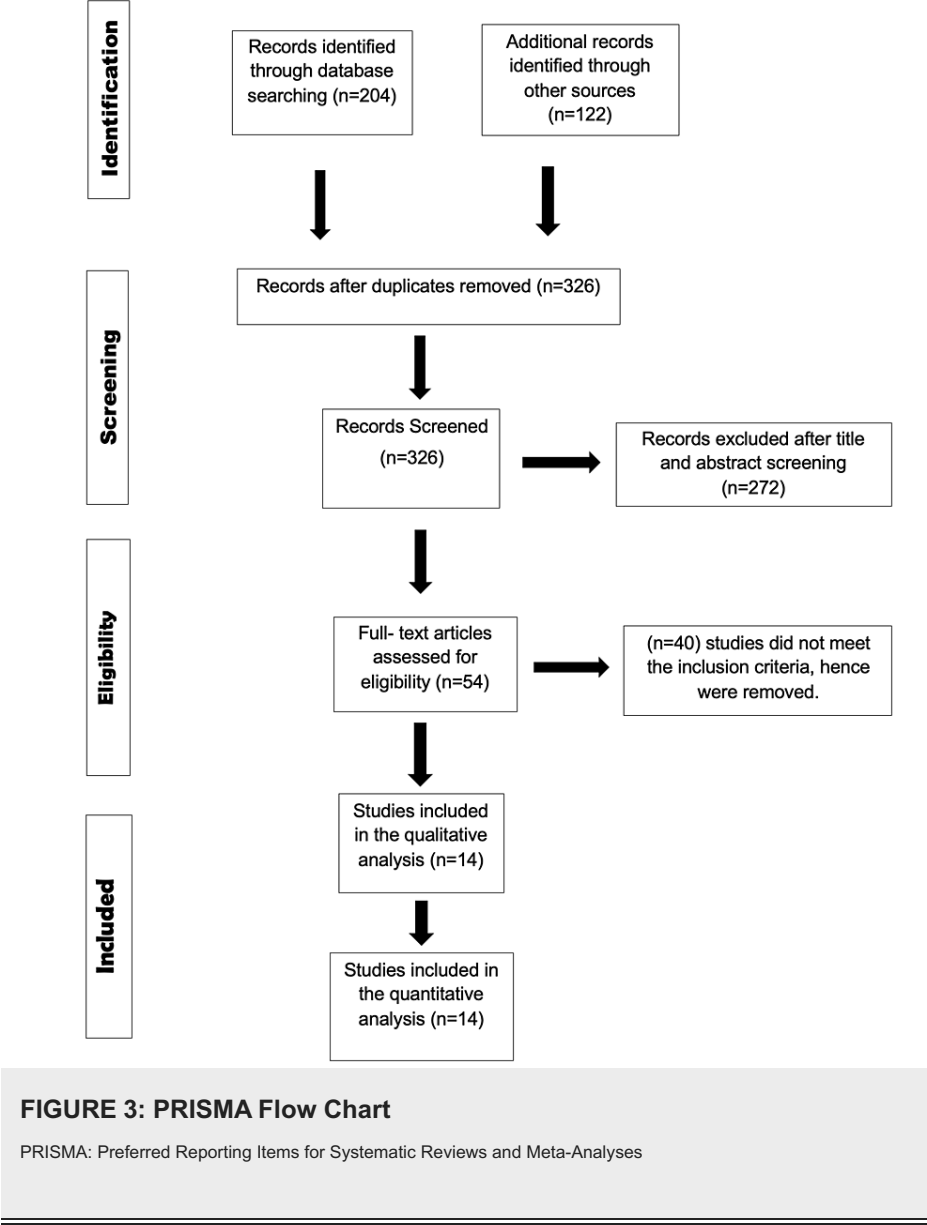 Identification
Records identified
through database
searching (n=204)
Additional records
identified through
other sources
(n=122)
Screening
Records after duplicates removed (n=326)
Records Screened
(n=326)
Records excluded after title
and abstract screening
(n=272)
Eligibility
Full- text articles
assessed for
eligibility (n=54)
(n=40) studies did not meet
the inclusion criteria, hence
were removed.
Included
Studies included
in the qualitative
analysis (n=14)
Studies included in
the quantitative
analysis (n=14)
FIGURE 3: PRISMA Flow Chart
PRISMA: Preferred Reporting Items for Systematic Reviews and Meta-Analyses